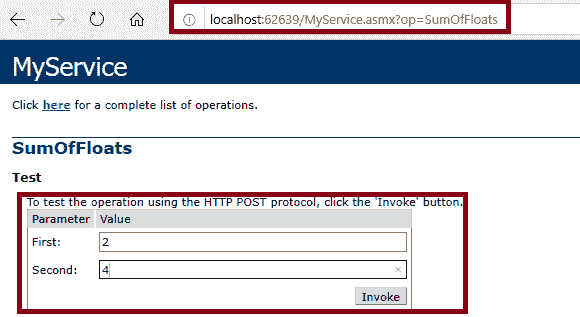 localhost:62639/MyService.asmx?op=SumOfFloats
MyService
Click here for a complete list of operations.
SumOfFloats
Test
To test the operation using the HTTP POST protocol, click the 'Invoke' button.
Parameter Value
First: 2
Second: 4
Invoke